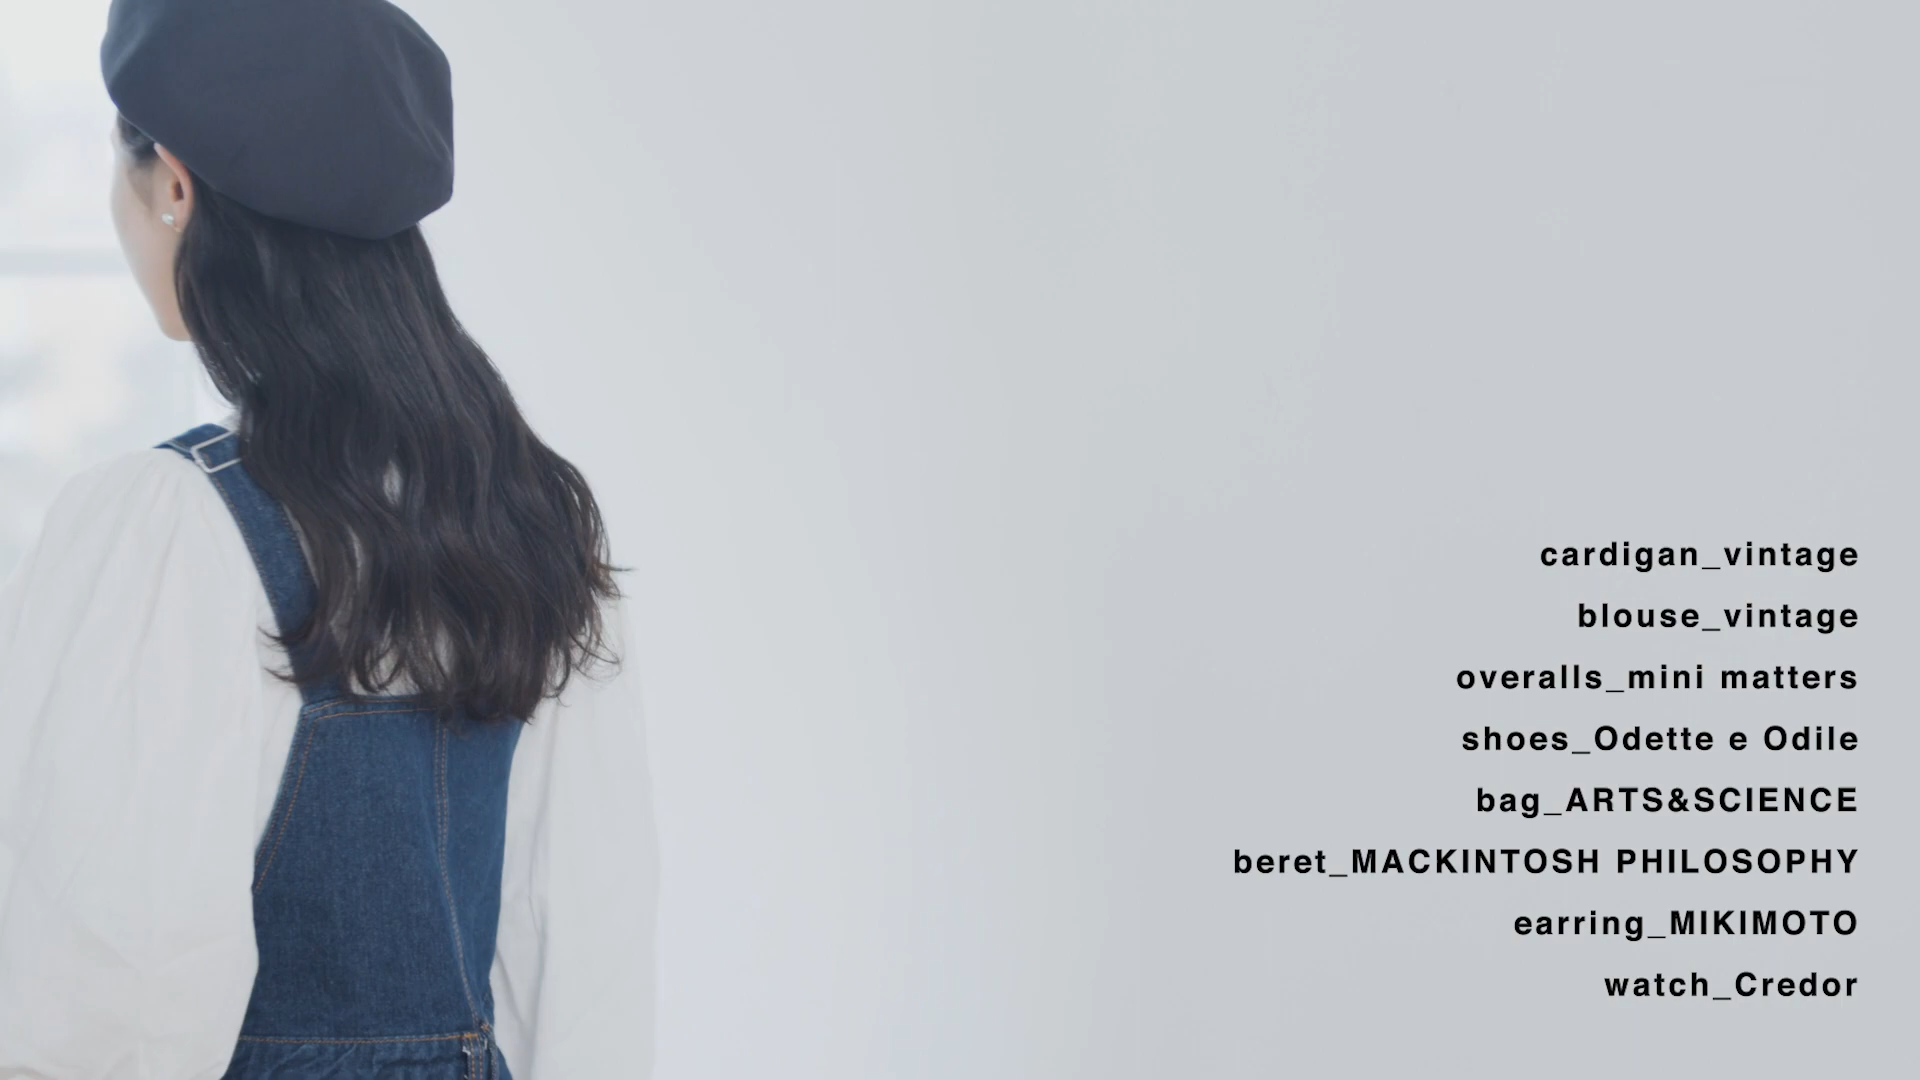 cardigan_vintage
blouse_vintage
overalls_mini matters
shoes_Odette e Odile
bag_ARTS&SCIENCE
beret_MACKINTOSH PHILOSOPHY
earring_MIKIMOTO
watch_Credor